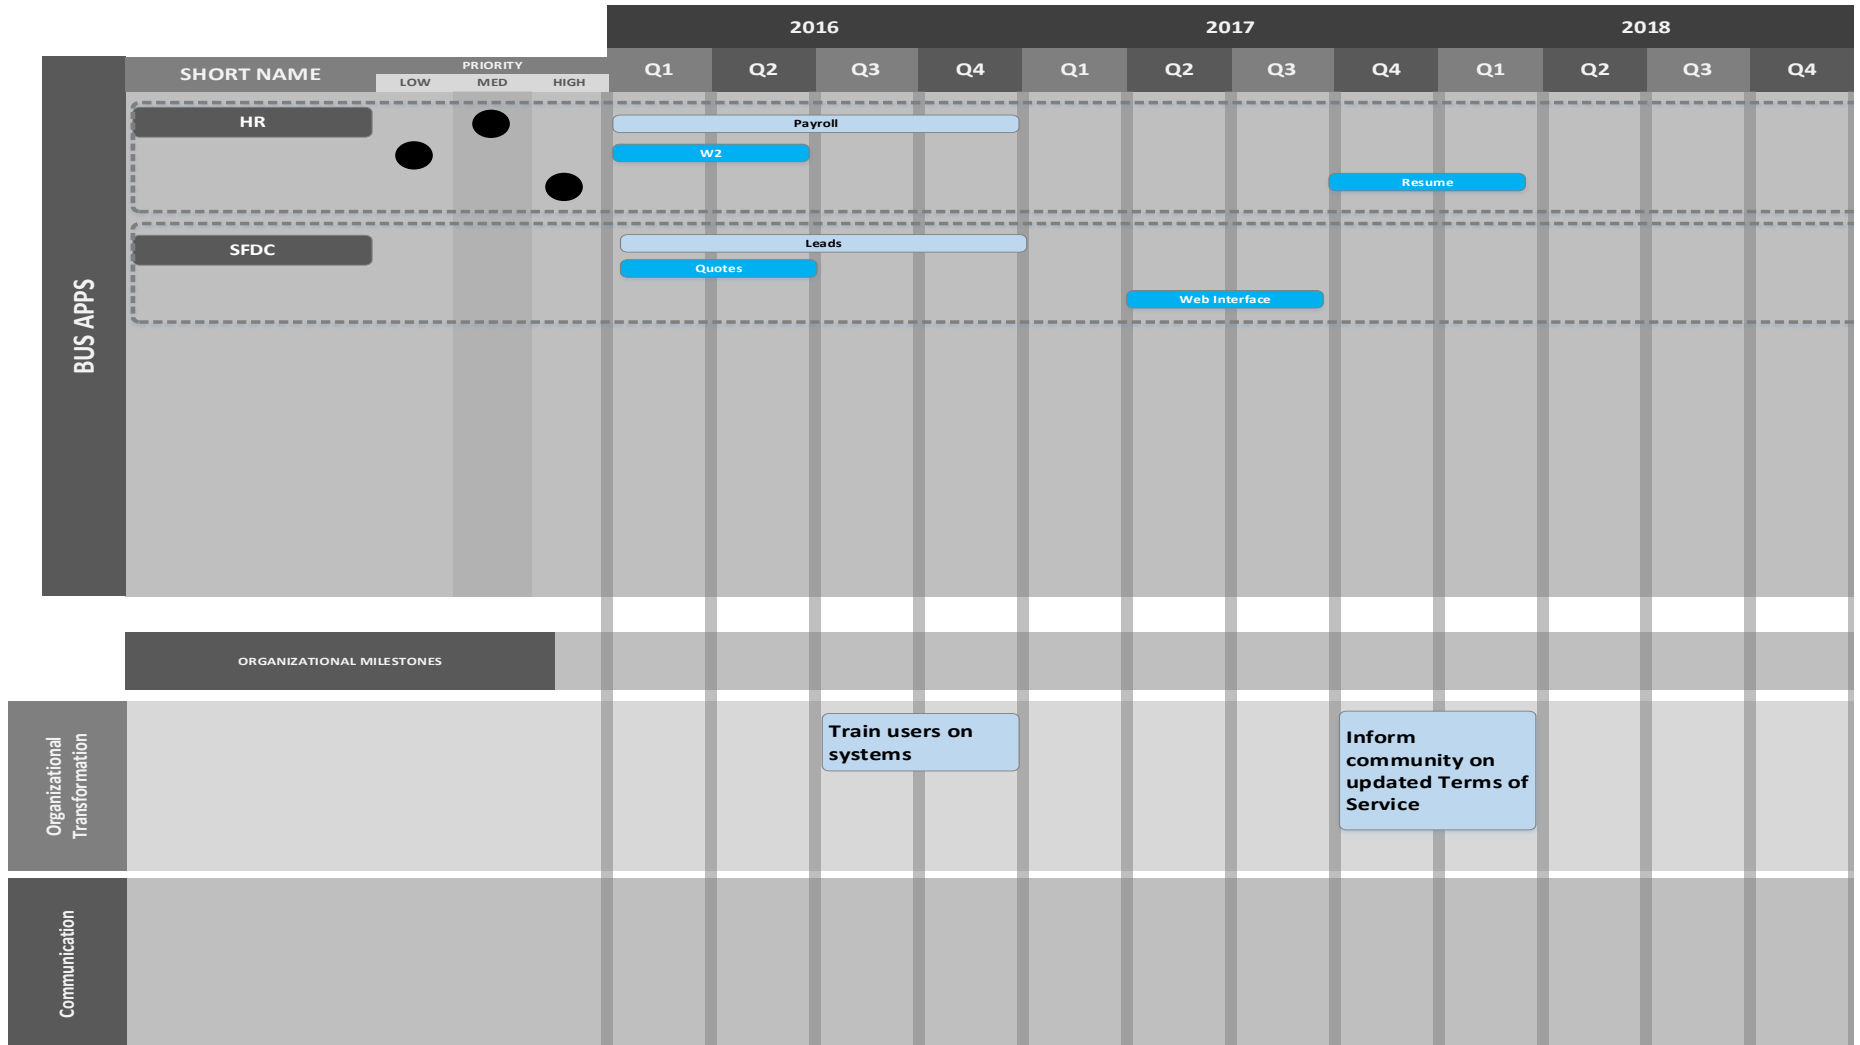 2016 2017 2018
SHORT NAME PRIORITY Q1 Q2 Q3 Q4 Q1 Q2 Q3 Q4 Q1 Q2 Q3 Q4
LOW MED HIGH
BUS APPS
HR Payroll
W2
Resume
SFDC Leads
Quotes
Web Interface
ORGANIZATIONAL MILESTONES
Organizational
Transformation
Train users on
systems
Inform
community on
updated Terms of
Service
Communication